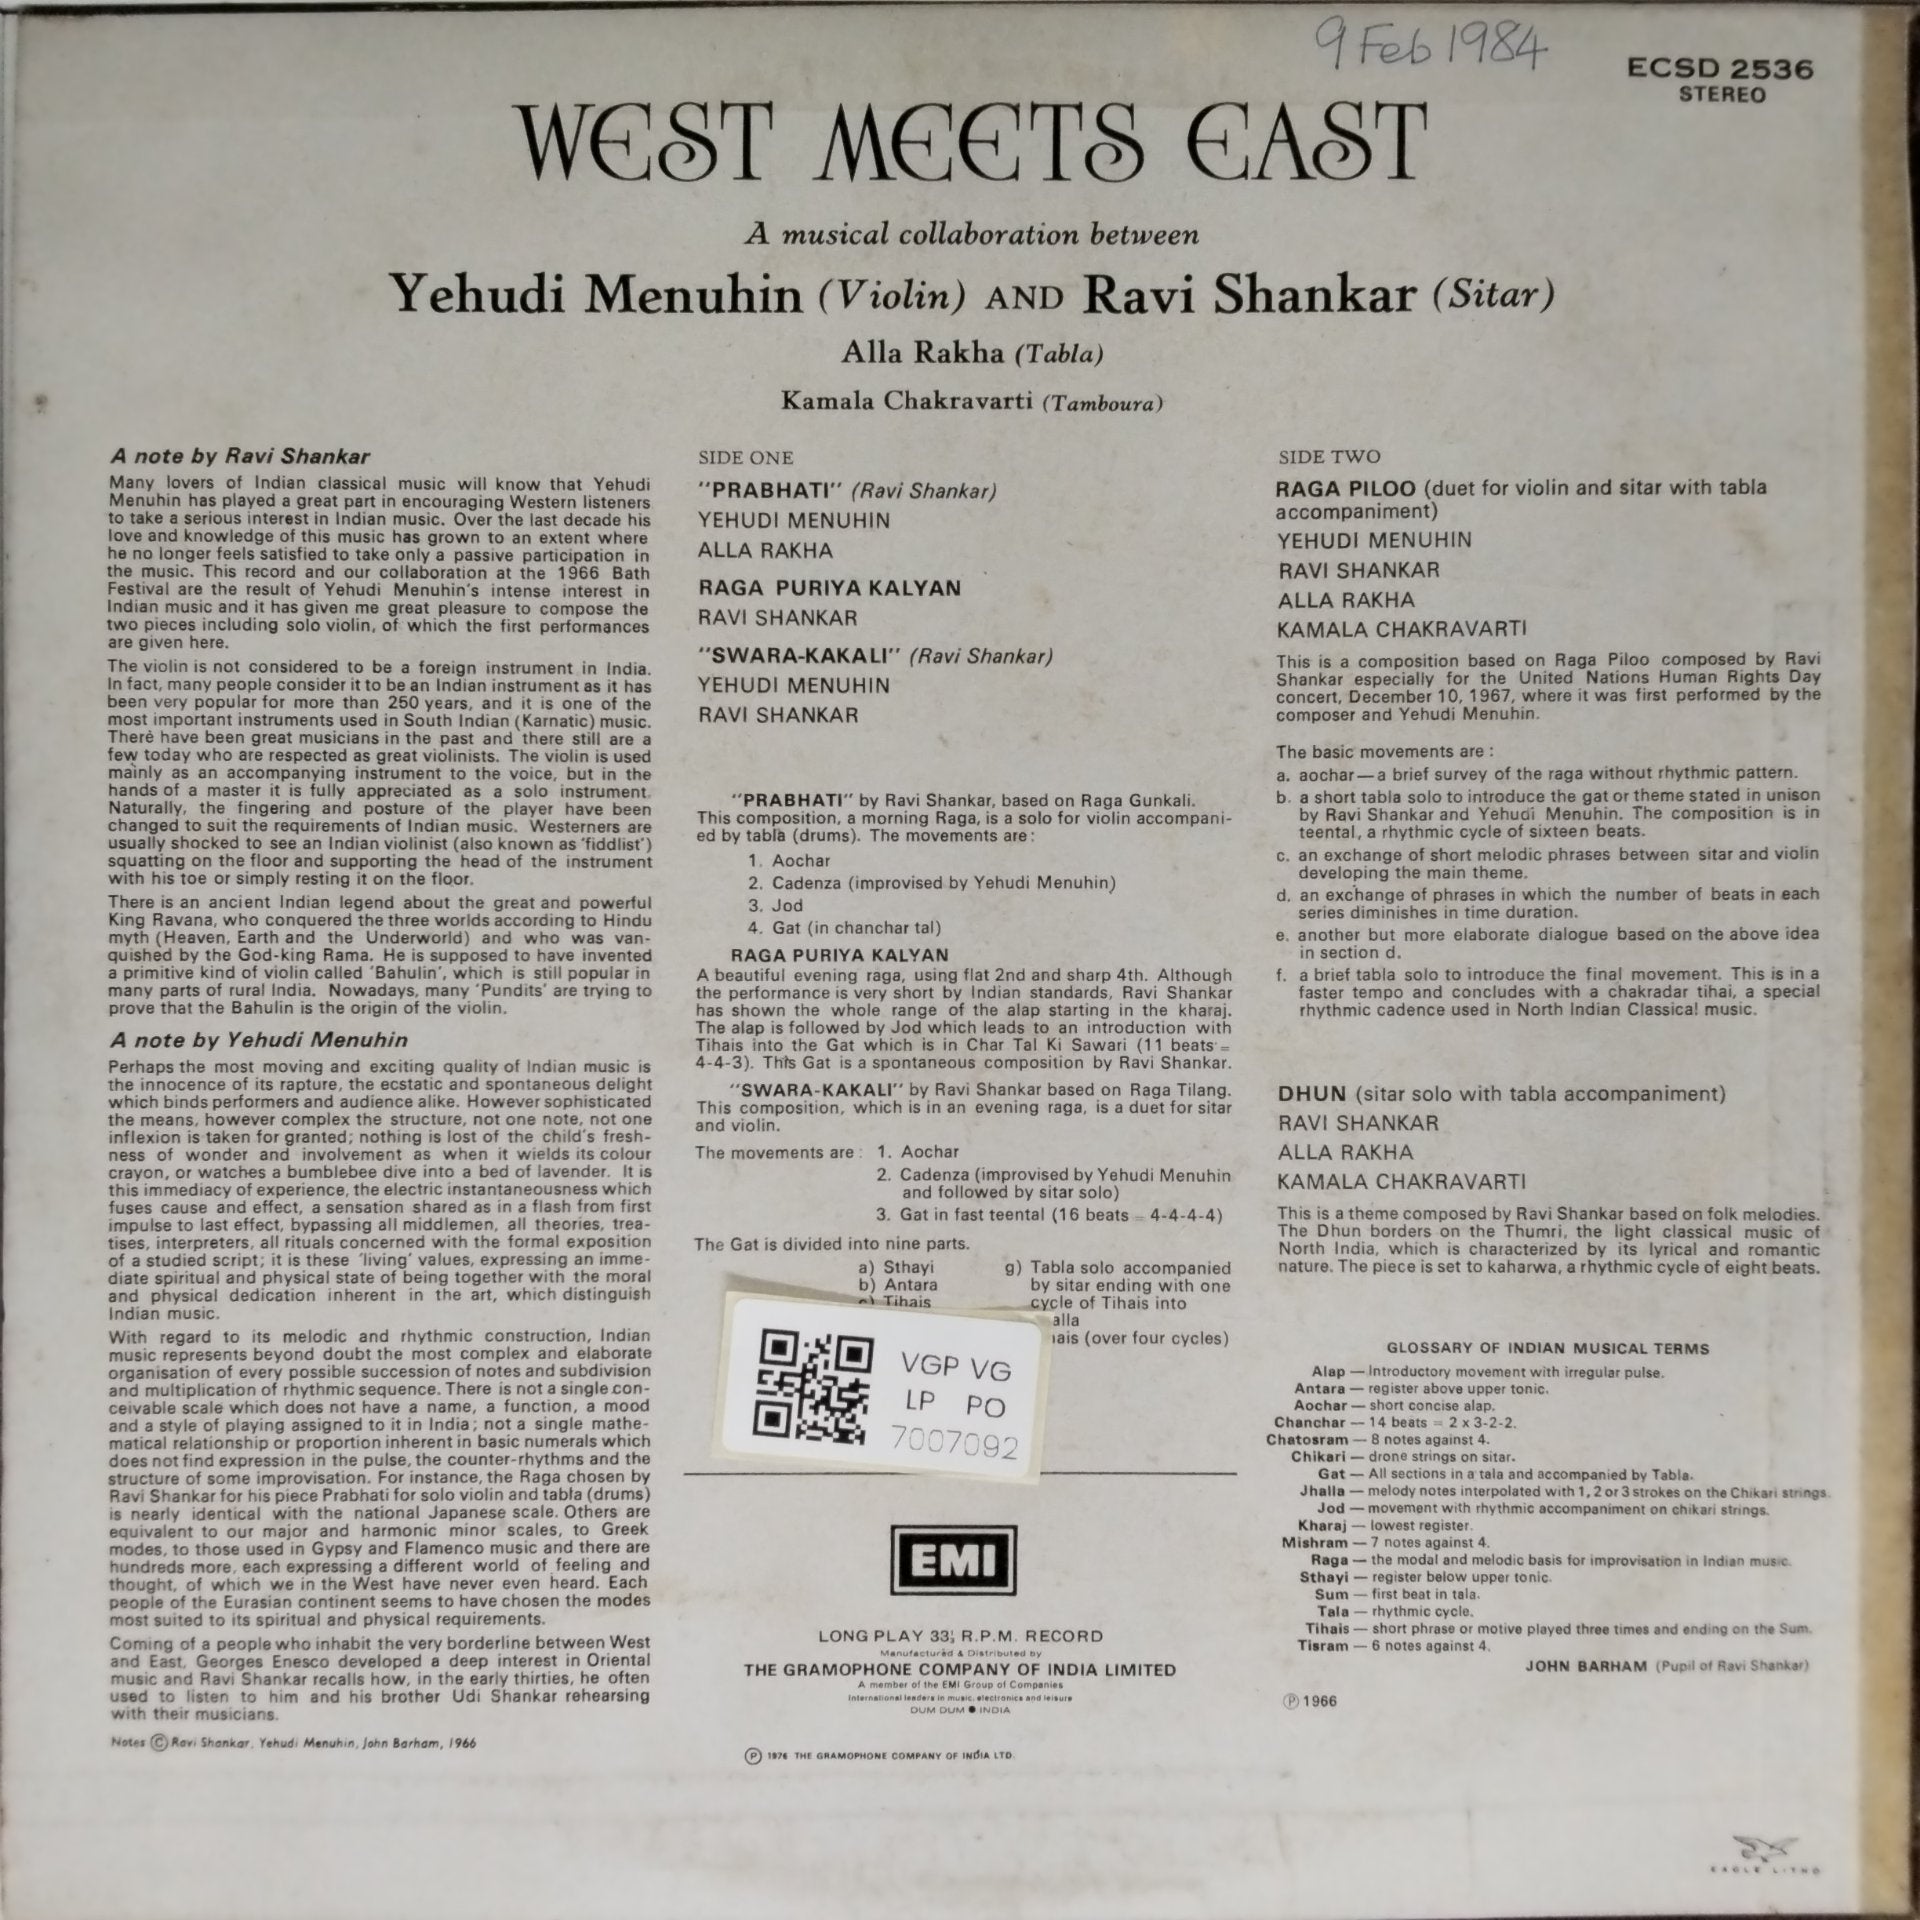 9 Feb 1984
ECSD 2536
STEREO
WEST MEETS EAST
A musical collaboration between
Yehudi Menuhin (Violin) AND Ravi Shankar (Sitar)
Alla Rakha (Tabla)
Kamala Chakravarti (Tamboura)
A note by Ravi Shankar
Many lovers of Indian classical music will know that Yehudi
Menuhin has played a great part in encouraging Western listeners
to take a serious interest in Indian music. Over the last decade his
love and knowledge of this music has grown to an extent where
he no longer feels satisfied to take only a passive participation in
the music. This record and our collaboration at the 1966 Bath
Festival are the result of Yehudi Menuhin's intense interest in
Indian music and it has given me great pleasure to compose the
two pieces including solo violin, of which the first performances
are given here.
The violin is not considered to be a foreign instrument in India.
In fact, many people consider it to be an Indian instrument as it has
been very popular for more than 250 years, and it is one of the
most important instruments used in South Indian (Karnatic) music.
There have been great musicians in the past and there still are a
few today who are respected as great violinists. The violin is used
mainly as an accompanying instrument to the voice, but in the
hands of a master it is fully appreciated as a solo instrument.
Naturally, the fingering and posture of the player have been
changed to suit the requirements of Indian music. Westerners are
usually shocked to see an Indian violinist (also known as 'fiddlist')
squatting on the floor and supporting the head of the instrument
with his toe or simply resting it on the floor.
There is an ancient Indian legend about the great and powerful
King Ravana, who conquered the three worlds according to Hindu
myth (Heaven, Earth and the Underworld) and who was van-
quished by the God-king Rama. He is supposed to have invented
a primitive kind of violin called 'Bahulin', which is still popular in
many parts of rural India. Nowadays, many 'Pundits' are trying to
prove that the Bahulin is the origin of the violin.
A note by Yehudi Menuhin
Perhaps the most moving and exciting quality of Indian music is
the innocence of its rapture, the ecstatic and spontaneous delight
which binds performers and audience alike. However sophisticated
the means, however complex the structure, not one note, not one
inflexion is taken for granted; nothing is lost of the child's fresh-
ness of wonder and involvement as when it wields its colour
crayon, or watches a bumblebee dive into a bed of lavender. It is
this immediacy of experience, the electric instantaneousness which
fuses cause and effect, a sensation shared as in a flash from first
impulse to last effect, bypassing all middlemen, all theories, trea-
tises, interpreters, all rituals concerned with the formal exposition
of a studied script; it is these 'living' values, expressing an imme-
diate spiritual and physical state of being together with the moral
and physical dedication inherent in the art, which distinguish
Indian music.
With regard to its melodic and rhythmic construction, Indian
music represents beyond doubt the most complex and elaborate
organisation of every possible succession of notes and subdivision
and multiplication of rhythmic sequence. There is not a single con-
ceivable scale which does not have a name, a function, a mood
and a style of playing assigned to it in India; not a single mathe-
matical relationship or proportion inherent in basic numerals which
does not find expression in the pulse, the counter-rhythms and the
structure of some improvisation. For instance, the Raga chosen by
Ravi Shankar for his piece Prabhati for solo violin and tabla (drums)
is nearly identical with the national Japanese scale. Others are
equivalent to our major and harmonic minor scales, to Greek
modes, to those used in Gypsy and Flamenco music and there are
hundreds more, each expressing a different world of feeling and
thought, of which we in the West have never even heard. Each
people of the Eurasian continent seems to have chosen the modes
most suited to its spiritual and physical requirements.
Coming of a people who inhabit the very borderline between West
and East, Georges Enesco developed a deep interest in Oriental
music and Ravi Shankar recalls how, in the early thirties, he often
used to listen to him and his brother Udi Shankar rehearsing
with their musicians.
Notes © Ravi Shankar, Yehudi Menuhin, John Barham, 1966
SIDE ONE
"PRABHATI" (Ravi Shankar)
YEHUDI MENUHIN
ALLA RAKHA
RAGA PURIYA KALYAN
RAVI SHANKAR
"SWARA-KAKALI" (Ravi Shankar)
YEHUDI MENUHIN
RAVI SHANKAR
"PRABHATI" by Ravi Shankar, based on Raga Gunkali.
This composition, a morning Raga, is a solo for violin accompani-
ed by tabla (drums). The movements are:
1. Aochar
2. Cadenza (improvised by Yehudi Menuhin)
3. Jod
4. Gat (in chanchar tal)
RAGA PURIYA KALYAN
A beautiful evening raga, using flat 2nd and sharp 4th. Although
the performance is very short by Indian standards, Ravi Shankar
has shown the whole range of the alap starting in the kharaj.
The alap is followed by Jod which leads to an introduction with
Tihais into the Gat which is in Char Tal Ki Sawari (11 beats =
4-4-3). This Gat is a spontaneous composition by Ravi Shankar.
"SWARA-KAKALI" by Ravi Shankar based on Raga Tilang.
This composition, which is in an evening raga, is a duet for sitar
and violin.
The movements are: 1. Aochar
2. Cadenza (improvised by Yehudi Menuhin
and followed by sitar solo)
3. Gat in fast teental (16 beats = 4-4-4-4)
The Gat is divided into nine parts.
a) Sthayi
b) Antara
c) Tihais
g) Tabla solo accompanied
by sitar ending with one
cycle of Tihais into
alla
hais (over four cycles)
VGP VG
LP PO
7007092
EMI
LONG PLAY 33⅓ R.P.M. RECORD
Manufactured & Distributed by
THE GRAMOPHONE COMPANY OF INDIA LIMITED
A member of the EMI Group of Companies
International leaders in music, electronics and leisure
DUM DUM ● INDIA
Ⓟ 1976 THE GRAMOPHONE COMPANY OF INDIA LTD.
SIDE TWO
RAGA PILOO (duet for violin and sitar with tabla
accompaniment)
YEHUDI MENUHIN
RAVI SHANKAR
ALLA RAKHA
KAMALA CHAKRAVARTI
This is a composition based on Raga Piloo composed by Ravi
Shankar especially for the United Nations Human Rights Day
concert, December 10, 1967, where it was first performed by the
composer and Yehudi Menuhin.
The basic movements are :
a. aochar—a brief survey of the raga without rhythmic pattern.
b. a short tabla solo to introduce the gat or theme stated in unison
by Ravi Shankar and Yehudi Menuhin. The composition is in
teental, a rhythmic cycle of sixteen beats.
c. an exchange of short melodic phrases between sitar and violin
developing the main theme.
d. an exchange of phrases in which the number of beats in each
series diminishes in time duration.
e. another but more elaborate dialogue based on the above idea
in section d.
f. a brief tabla solo to introduce the final movement. This is in a
faster tempo and concludes with a chakradar tihai, a special
rhythmic cadence used in North Indian Classical music.
DHUN (sitar solo with tabla accompaniment)
RAVI SHANKAR
ALLA RAKHA
KAMALA CHAKRAVARTI
This is a theme composed by Ravi Shankar based on folk melodies.
The Dhun borders on the Thumri, the light classical music of
North India, which is characterized by its lyrical and romantic
nature. The piece is set to kaharwa, a rhythmic cycle of eight beats.
GLOSSARY OF INDIAN MUSICAL TERMS
Alap — Introductory movement with irregular pulse.
Antara — register above upper tonic.
Aochar — short concise alap.
Chanchar — 14 beats = 2 x 3-2-2.
Chatosram — 8 notes against 4.
Chikari — drone strings on sitar.
Gat — All sections in a tala and accompanied by Tabla.
Jhalla — melody notes interpolated with 1, 2 or 3 strokes on the Chikari strings.
Jod — movement with rhythmic accompaniment on chikari strings.
Kharaj — lowest register.
Mishram — 7 notes against 4.
Raga — the modal and melodic basis for improvisation in Indian music.
Sthayi — register below upper tonic.
Sum — first beat in tala.
Tala — rhythmic cycle.
Tihais — short phrase or motive played three times and ending on the Sum.
Tisram — 6 notes against 4.
JOHN BARHAM (Pupil of Ravi Shankar)
Ⓟ 1966
EAGLE LITHO